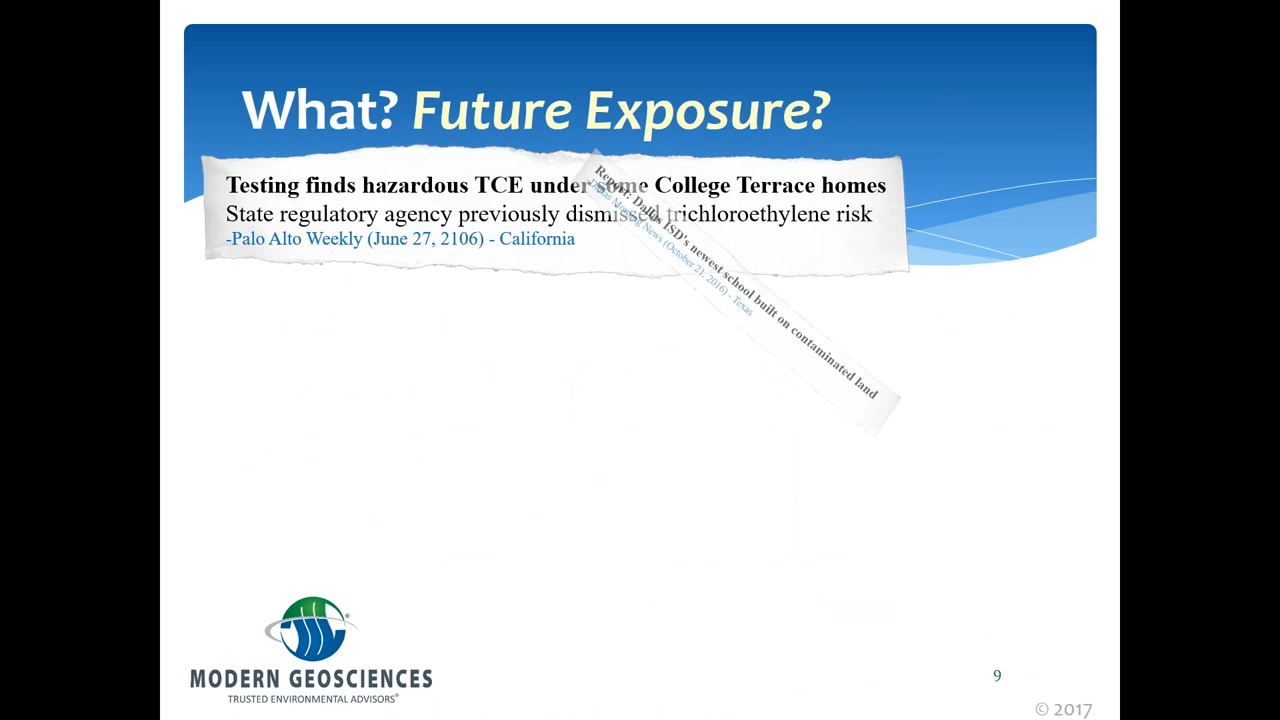 What? Future Exposure?
Testing finds hazardous TCE under some College Terrace homes
State regulatory agency previously dismissed trichloroethylene risk
-Palo Alto Weekly (June 27, 2106) - California
Report: Dallas ISD's newest school built on contaminated land
-Dallas Morning News (October 21, 2016) - Texas
MODERN GEOSCIENCES
TRUSTED ENVIRONMENTAL ADVISORS®
9
© 2017